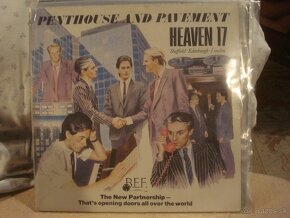 PENTHOUSE AND PAVEMENT
HEAVEN 17
Sheffield · Edinburgh · London
B.E.F.
The New Partnership –
That's opening doors all over the world